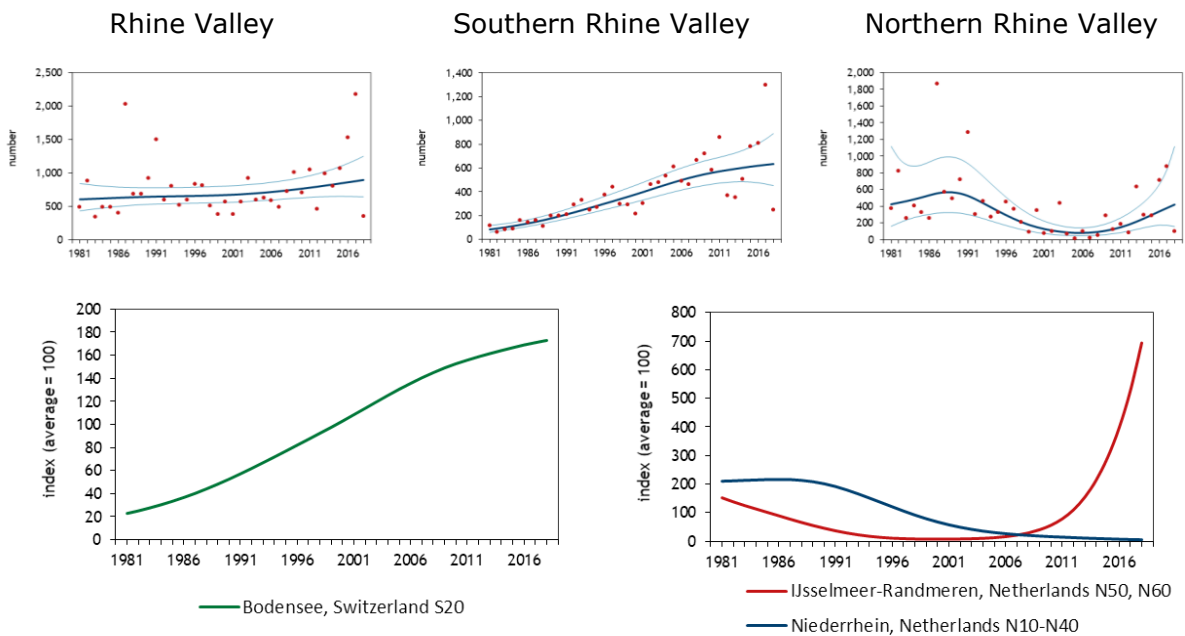 Rhine Valley
Southern Rhine Valley
Northern Rhine Valley
2,500
2,000
1,500
1,000
500
0
number
1981 1986 1991 1996 2001 2006 2011 2016
1,400
1,200
1,000
800
600
400
200
0
number
1981 1986 1991 1996 2001 2006 2011 2016
2,000
1,800
1,600
1,400
1,200
1,000
800
600
400
200
0
number
1981 1986 1991 1996 2001 2006 2011 2016
200
180
160
140
120
100
80
60
40
20
0
index (average = 100)
1981 1986 1991 1996 2001 2006 2011 2016
Bodensee, Switzerland S20
800
700
600
500
400
300
200
100
0
index (average = 100)
1981 1986 1991 1996 2001 2006 2011 2016
IJsselmeer-Randmeren, Netherlands N50, N60
Niederrhein, Netherlands N10-N40